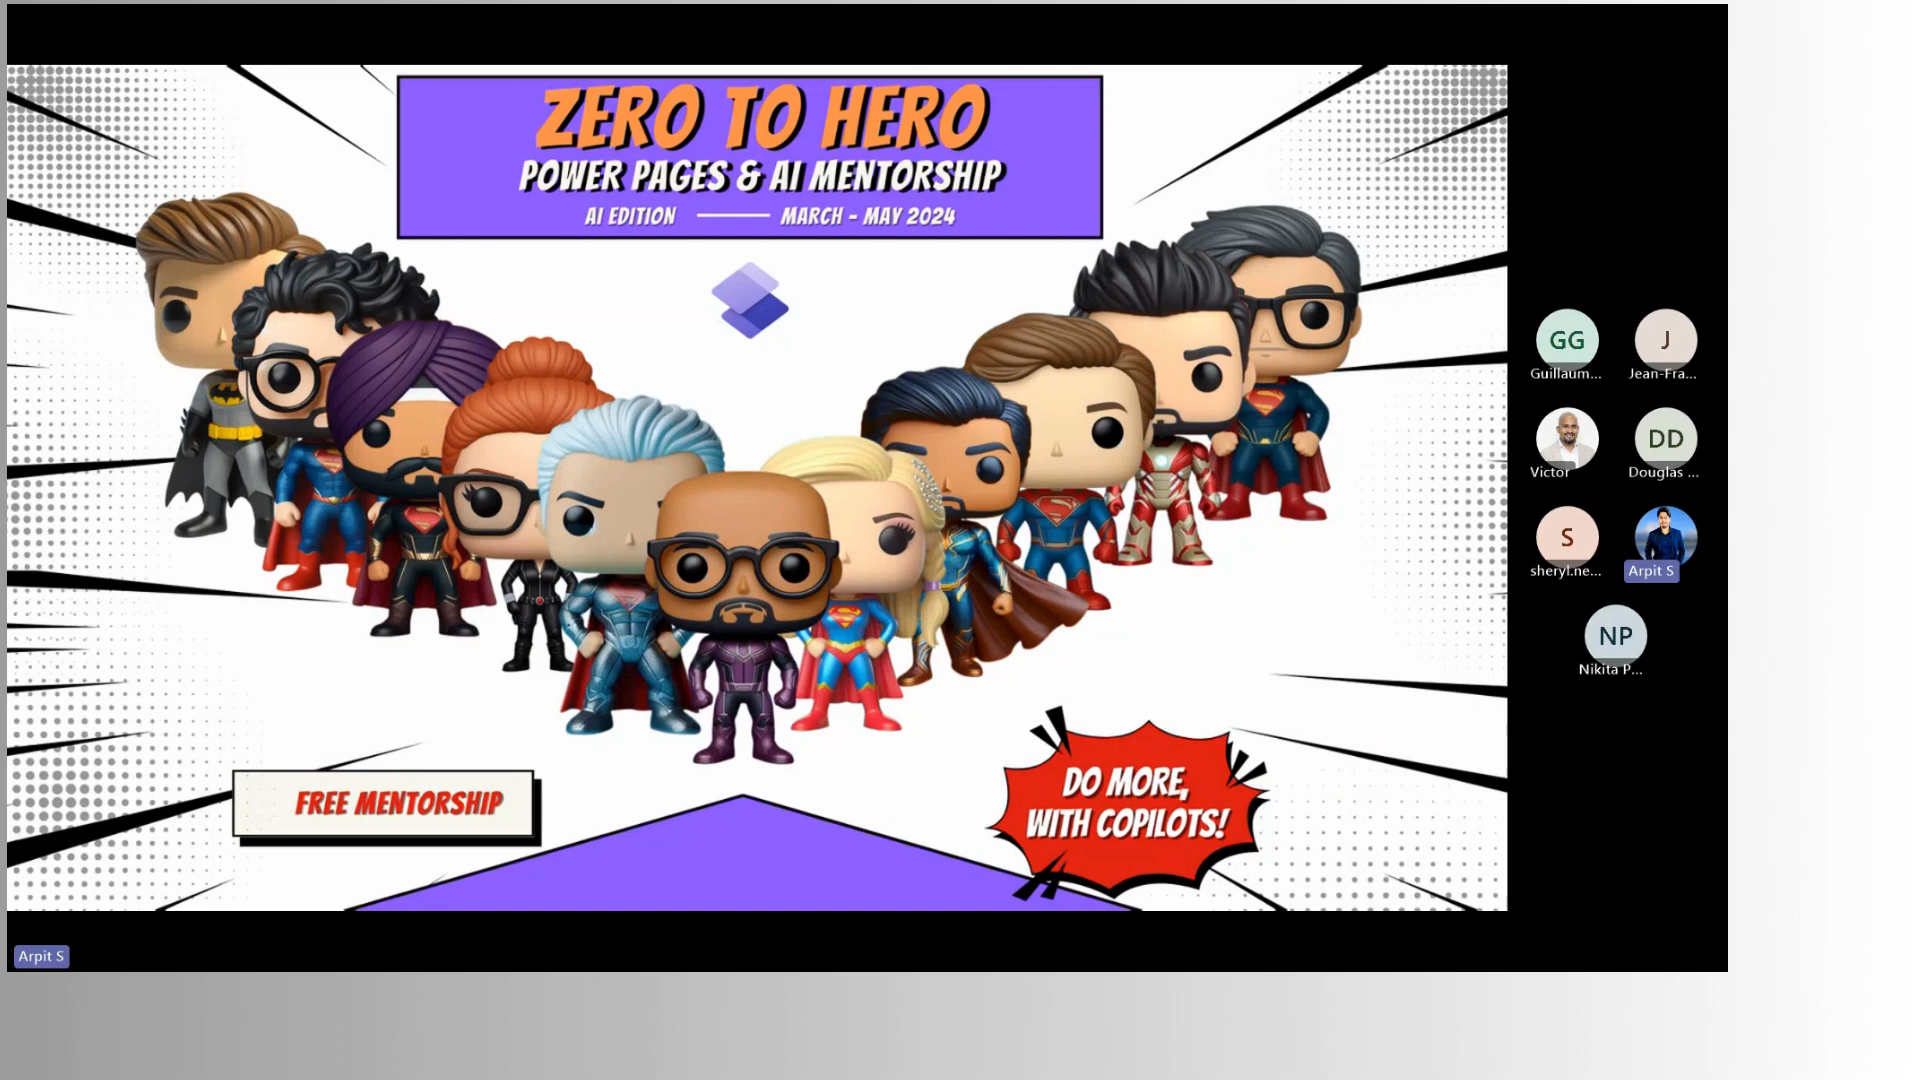 ZERO TO HERO
POWER PAGES & AI MENTORSHIP
AI EDITION
MARCH - MAY 2024
GG
Guillaum...
J
Jean-Fra...
Victor
DD
Douglas ...
S
sheryl.ne...
Arpit S
NP
Nikita P...
FREE MENTORSHIP
DO MORE,
WITH COPILOTS!
Arpit S